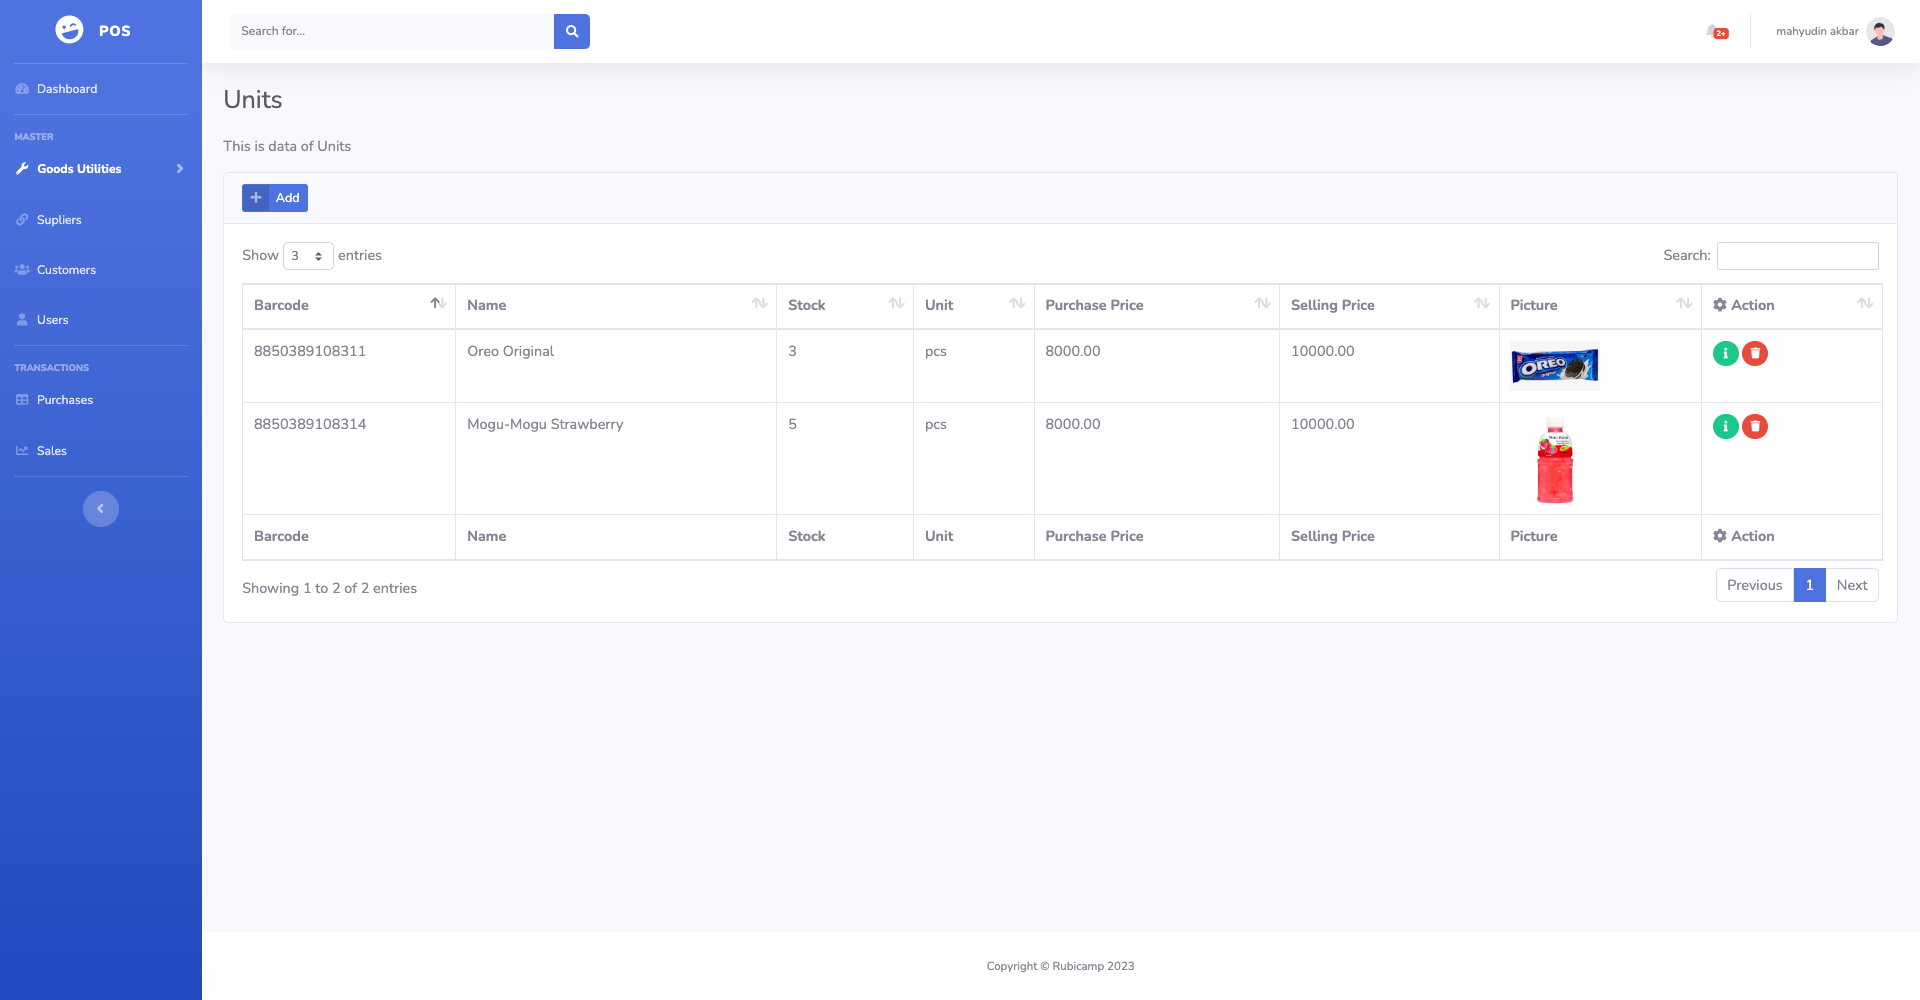 POS
Search for...
2+
mahyudin akbar
Dashboard
MASTER
Goods Utilities
Supliers
Customers
Users
TRANSACTIONS
Purchases
Sales
Units
This is data of Units
Add
Show 3 entries
Search:
Barcode Name Stock Unit Purchase Price Selling Price Picture Action
8850389108311 Oreo Original 3 pcs 8000.00 10000.00
OREO
8850389108314 Mogu-Mogu Strawberry 5 pcs 8000.00 10000.00
Barcode Name Stock Unit Purchase Price Selling Price Picture Action
Showing 1 to 2 of 2 entries
Previous 1 Next
Copyright © Rubicamp 2023